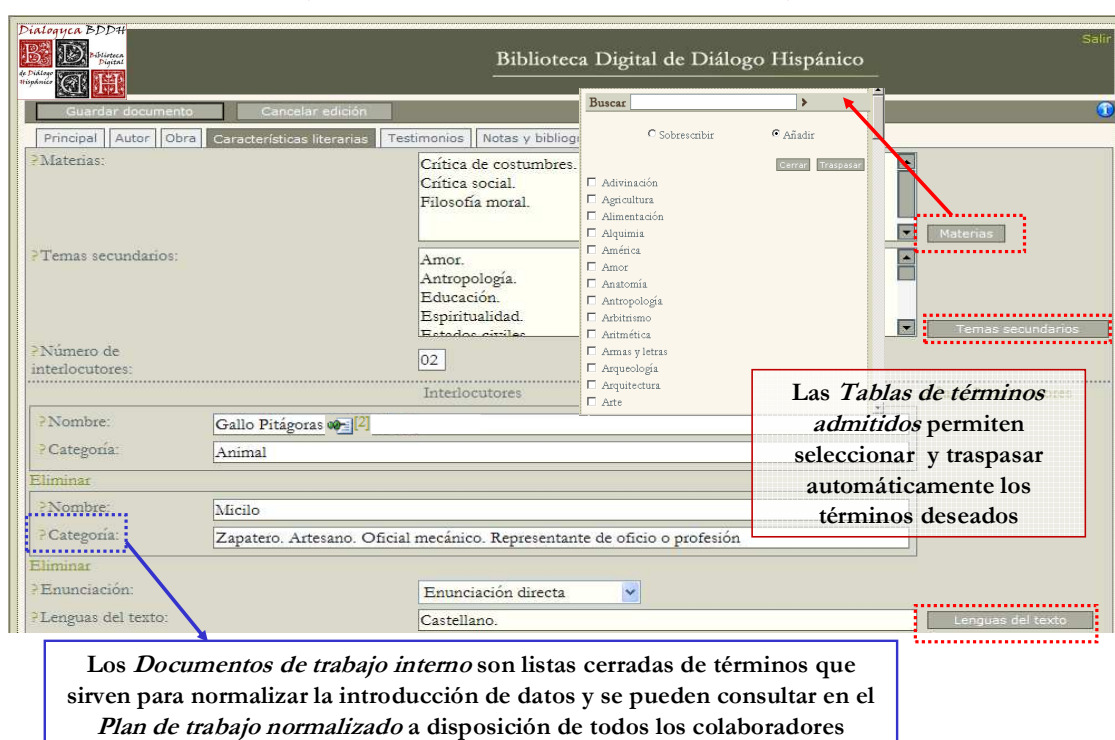 Dialogyca BDDH
B D Biblioteca
Digital
de Diálogo
Hispánico D H
Biblioteca Digital de Diálogo Hispánico
Salir
Guardar documento Cancelar edición
Principal Autor Obra Características literarias Testimonios Notas y bibliog
Buscar
Sobrescribir Añadir
Cerrar Traspasar
Adivinación
Agricultura
Alimentación
Alquimia
América
Amor
Anatomía
Antropología
Arbitrismo
Aritmética
Armas y letras
Arqueología
Arquitectura
Arte
?Materias:
Crítica de costumbres.
Crítica social.
Filosofía moral.
Materias
?Temas secundarios:
Amor.
Antropología.
Educación.
Espiritualidad.
Estados civiles
Temas secundarios
?Número de
interlocutores:
02
Interlocutores
?Nombre:
Gallo Pitágoras [2]
?Categoría:
Animal
Eliminar
?Nombre:
Micilo
?Categoría:
Zapatero. Artesano. Oficial mecánico. Representante de oficio o profesión
Eliminar
?Enunciación:
Enunciación directa
?Lenguas del texto:
Castellano.
Lenguas del texto
Las Tablas de términos
admitidos permiten
seleccionar y traspasar
automáticamente los
términos deseados
Los Documentos de trabajo interno son listas cerradas de términos que
sirven para normalizar la introducción de datos y se pueden consultar en el
Plan de trabajo normalizado a disposición de todos los colaboradores